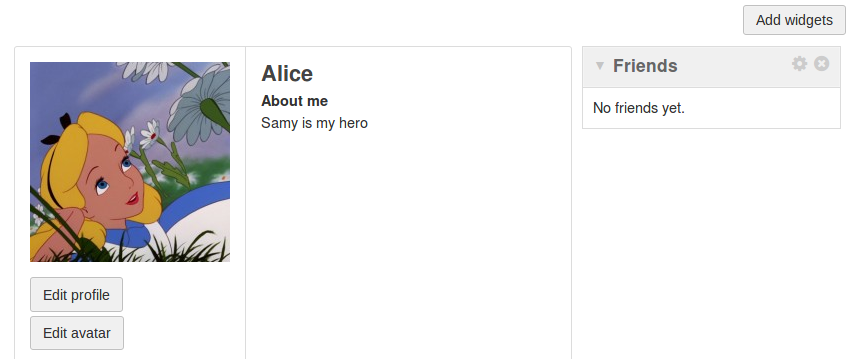 Add widgets
Alice
About me
Samy is my hero
Edit profile
Edit avatar
Friends
No friends yet.